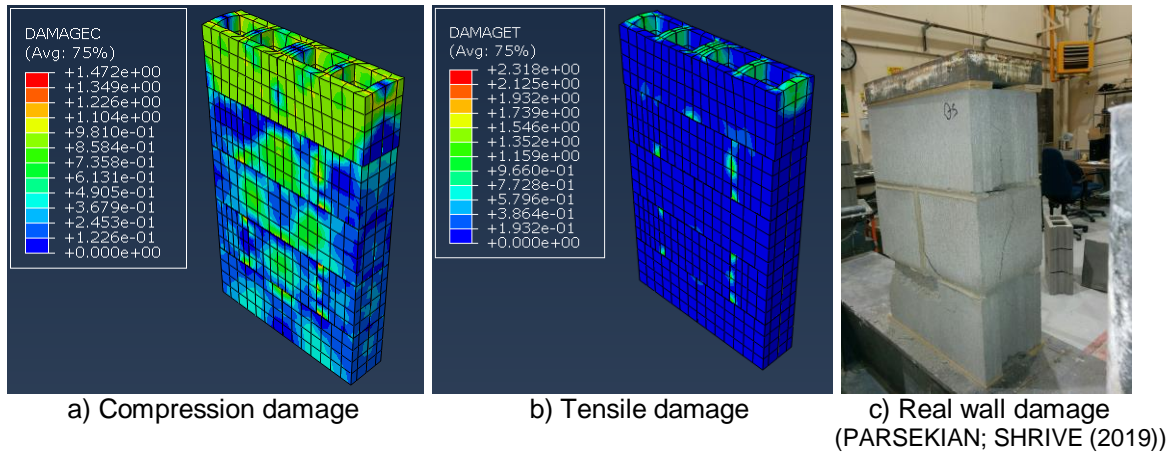 DAMAGEC
(Avg: 75%)
+1.472e+00
+1.349e+00
+1.226e+00
+1.104e+00
+9.810e-01
+8.584e-01
+7.358e-01
+6.131e-01
+4.905e-01
+3.679e-01
+2.453e-01
+1.226e-01
+0.000e+00
DAMAGET
(Avg: 75%)
+2.318e+00
+2.125e+00
+1.932e+00
+1.739e+00
+1.546e+00
+1.352e+00
+1.159e+00
+9.660e-01
+7.728e-01
+5.796e-01
+3.864e-01
+1.932e-01
+0.000e+00
a) Compression damage
b) Tensile damage
c) Real wall damage
(PARSEKIAN; SHRIVE (2019))